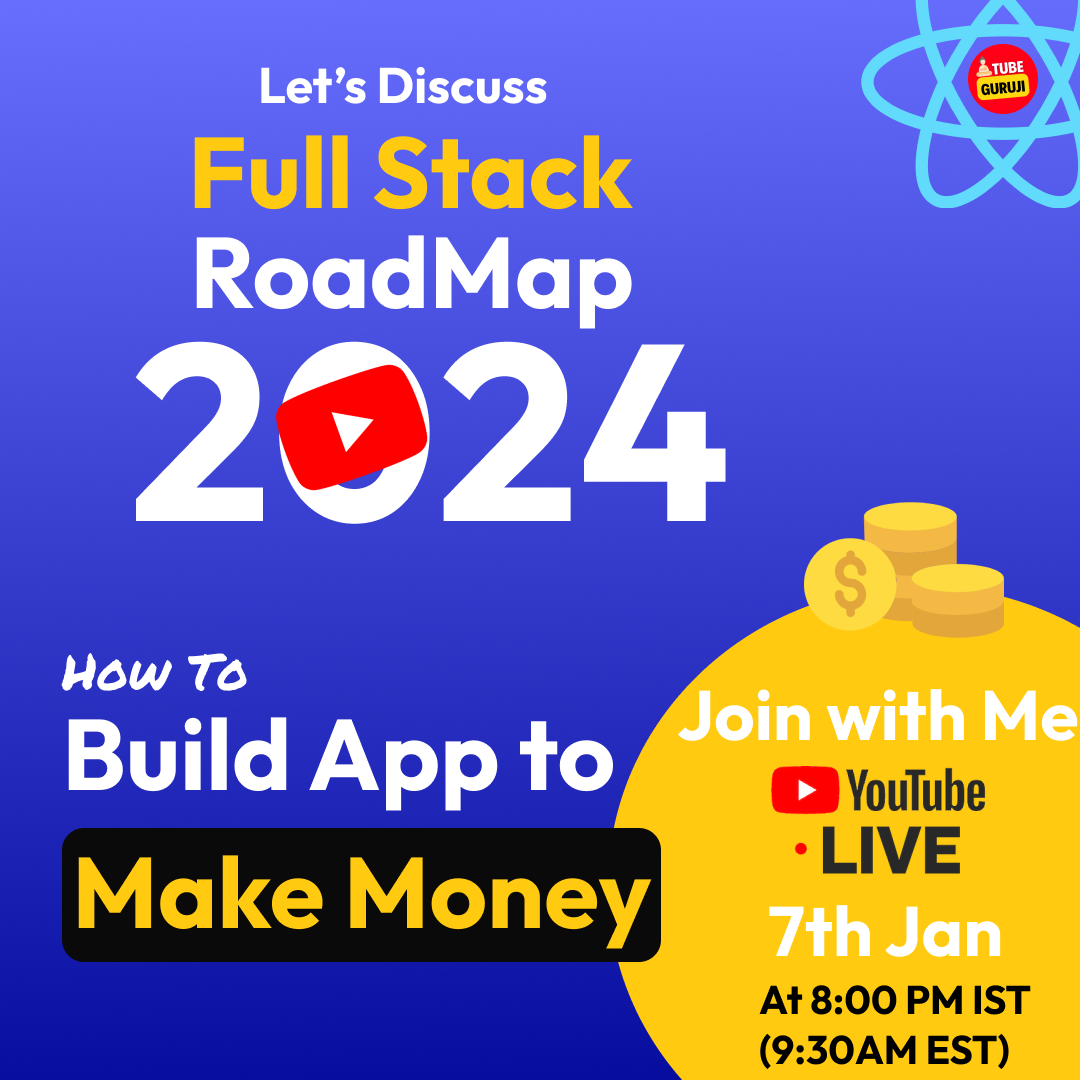 Let's Discuss
TUBE
GURUJI
Full Stack
RoadMap
2024
How To
Build App to
Make Money
$
Join with Me
YouTube
LIVE
7th Jan
At 8:00 PM IST
(9:30AM EST)